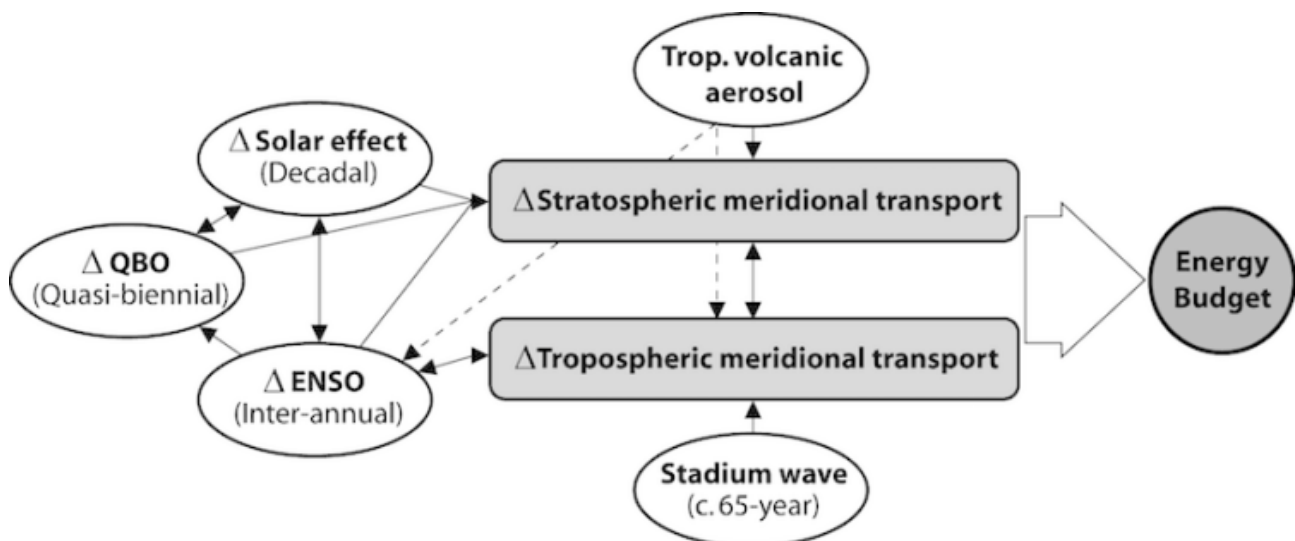 Trop. volcanic
aerosol
Δ Solar effect
(Decadal)
Δ Stratospheric meridional transport
Δ QBO
(Quasi-biennial)
Energy
Budget
Δ Tropospheric meridional transport
Δ ENSO
(Inter-annual)
Stadium wave
(c. 65-year)